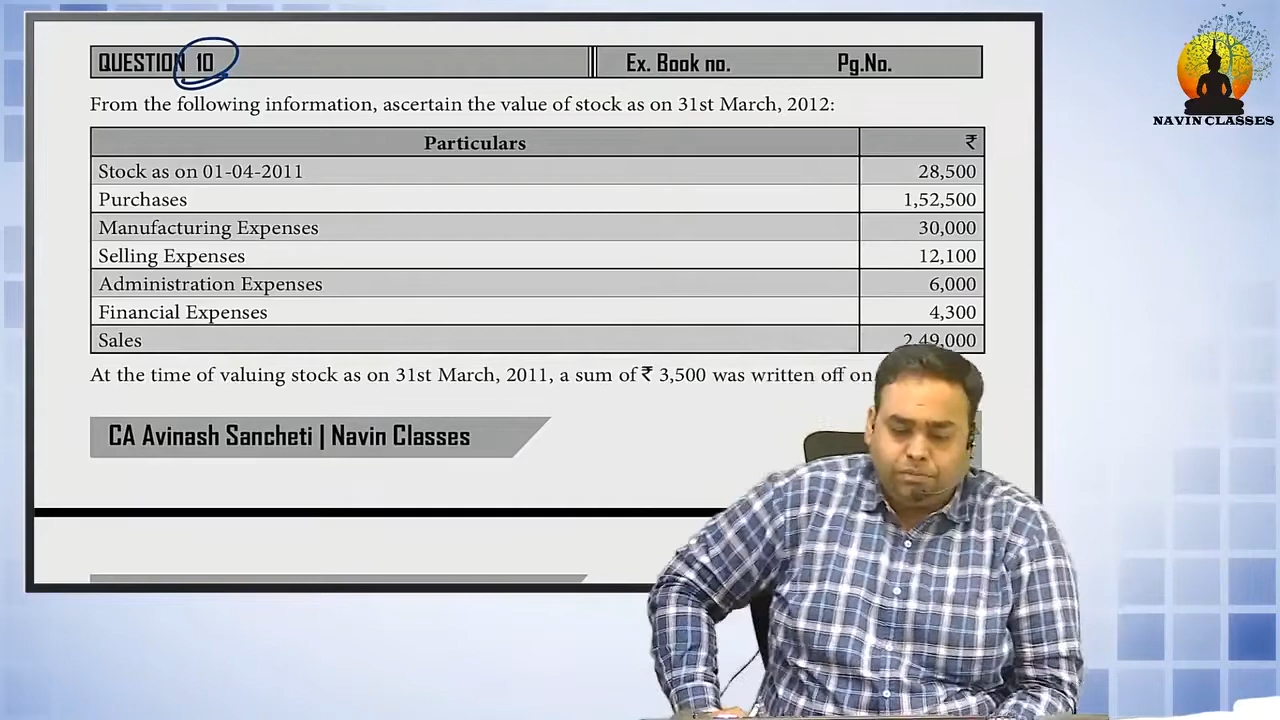 QUESTION 10 Ex. Book no. Pg.No.
NAVIN CLASSES
From the following information, ascertain the value of stock as on 31st March, 2012:
Particulars ₹
Stock as on 01-04-2011 28,500
Purchases 1,52,500
Manufacturing Expenses 30,000
Selling Expenses 12,100
Administration Expenses 6,000
Financial Expenses 4,300
Sales 2,49,000
At the time of valuing stock as on 31st March, 2011, a sum of ₹ 3,500 was written off on
CA Avinash Sancheti | Navin Classes